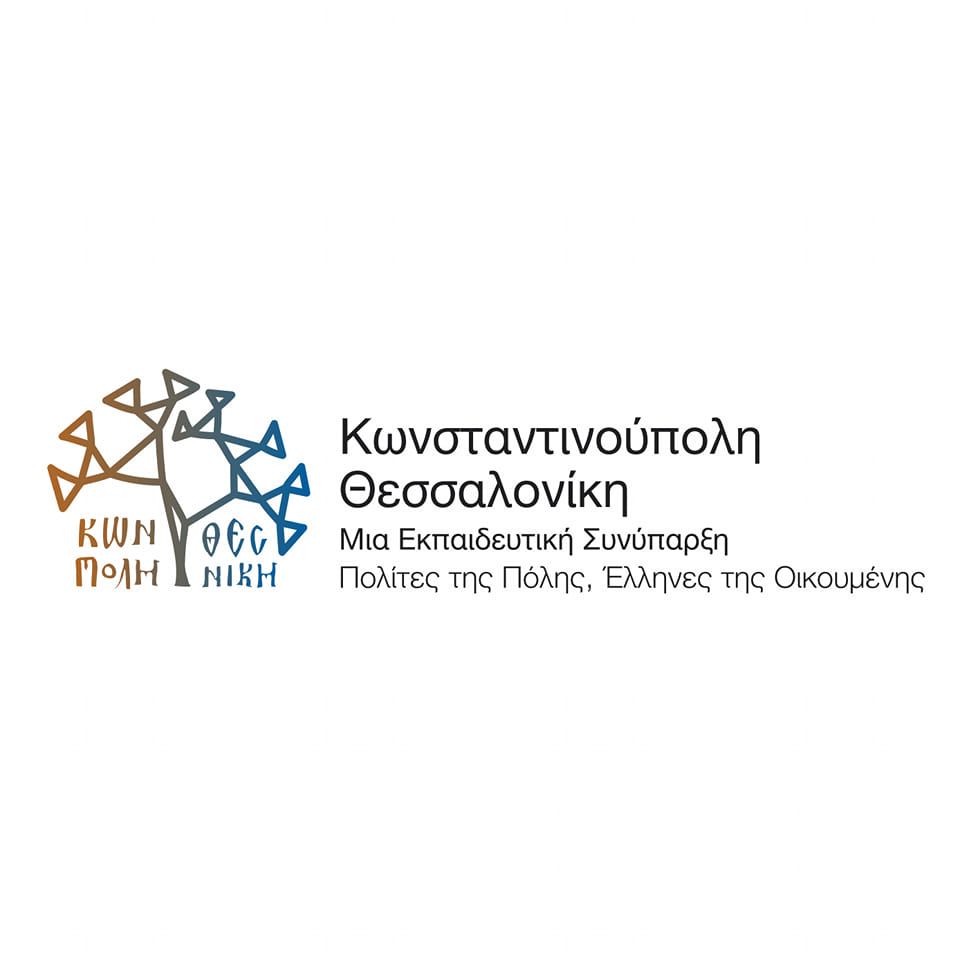 ΚΩΝ ΘΕΣ
ΠΟΛΗ ΝΙΚΗ
Κωνσταντινούπολη
Θεσσαλονίκη
Μια Εκπαιδευτική Συνύπαρξη
Πολίτες της Πόλης, Έλληνες της Οικουμένης